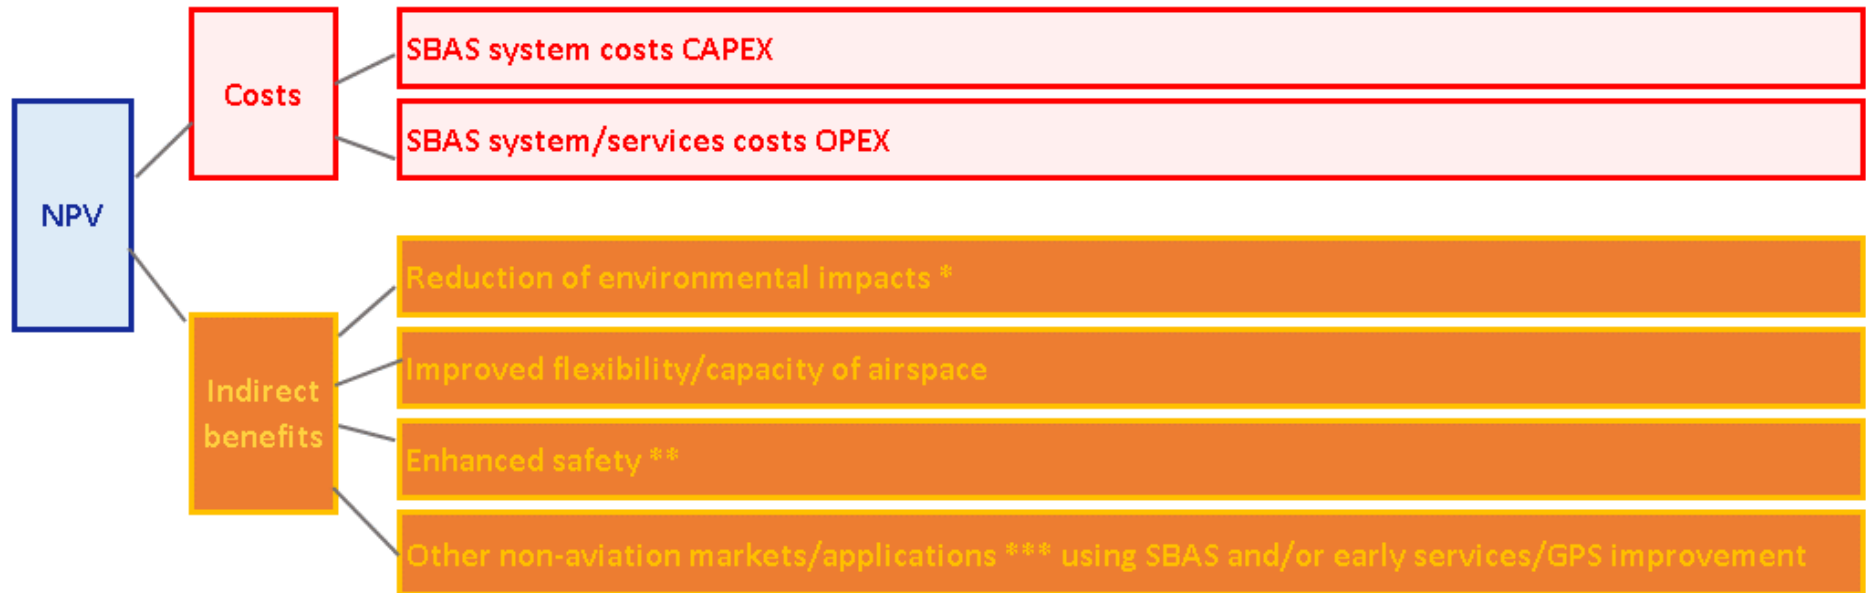 SBAS system costs CAPEX
Costs
SBAS system/services costs OPEX
NPV
Reduction of environmental impacts *
Improved flexibility/capacity of airspace
Indirect
benefits
Enhanced safety **
Other non-aviation markets/applications *** using SBAS and/or early services/GPS improvement